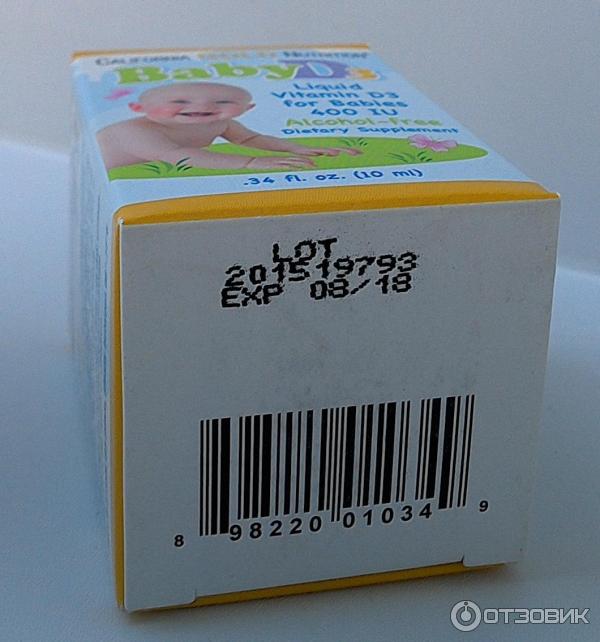 CALIFORNIA GOLD NUTRITION
BabyD3
Liquid
Vitamin D3
for Babies
400 IU
Alcohol-Free
Dietary Supplement
.34 fl. oz. (10 ml)
LOT
201519793
EXP 08/18
8 98220 01034 9
ОТЗОВИК